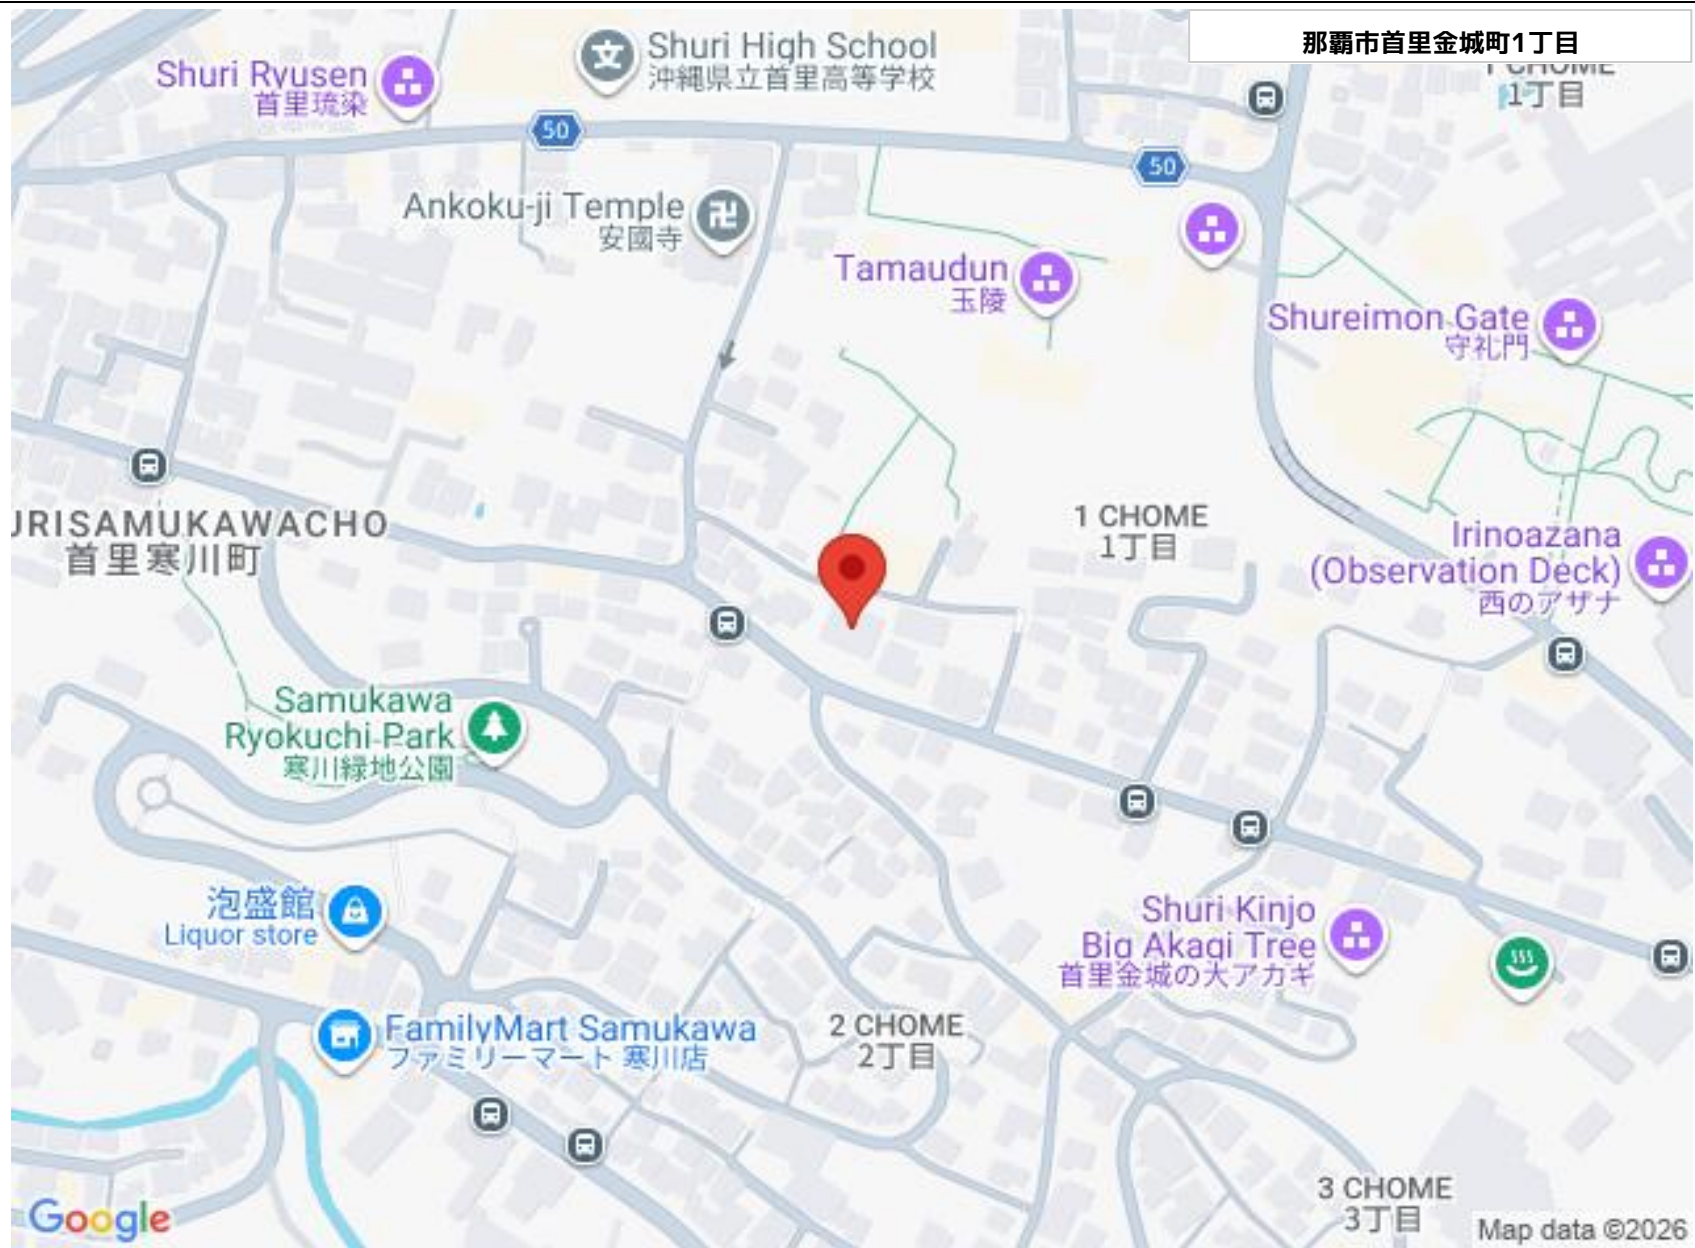 那覇市首里金城町1丁目
1 CHOME
1丁目
Shuri High School
沖縄県立首里高等学校
Shuri Ryusen
首里琉染
50
50
Ankoku-ji Temple
安國寺
Tamaudun
玉陵
Shureimon Gate
守礼門
1 CHOME
1丁目
URISAMUKAWACHO
首里寒川町
Irinoazana
(Observation Deck)
西のアザナ
Samukawa
Ryokuchi Park
寒川緑地公園
泡盛館
Liquor store
Shuri Kinjo
Big Akagi Tree
首里金城の大アカギ
FamilyMart Samukawa
ファミリーマート 寒川店
2 CHOME
2丁目
3 CHOME
3丁目
Google
Map data ©2026